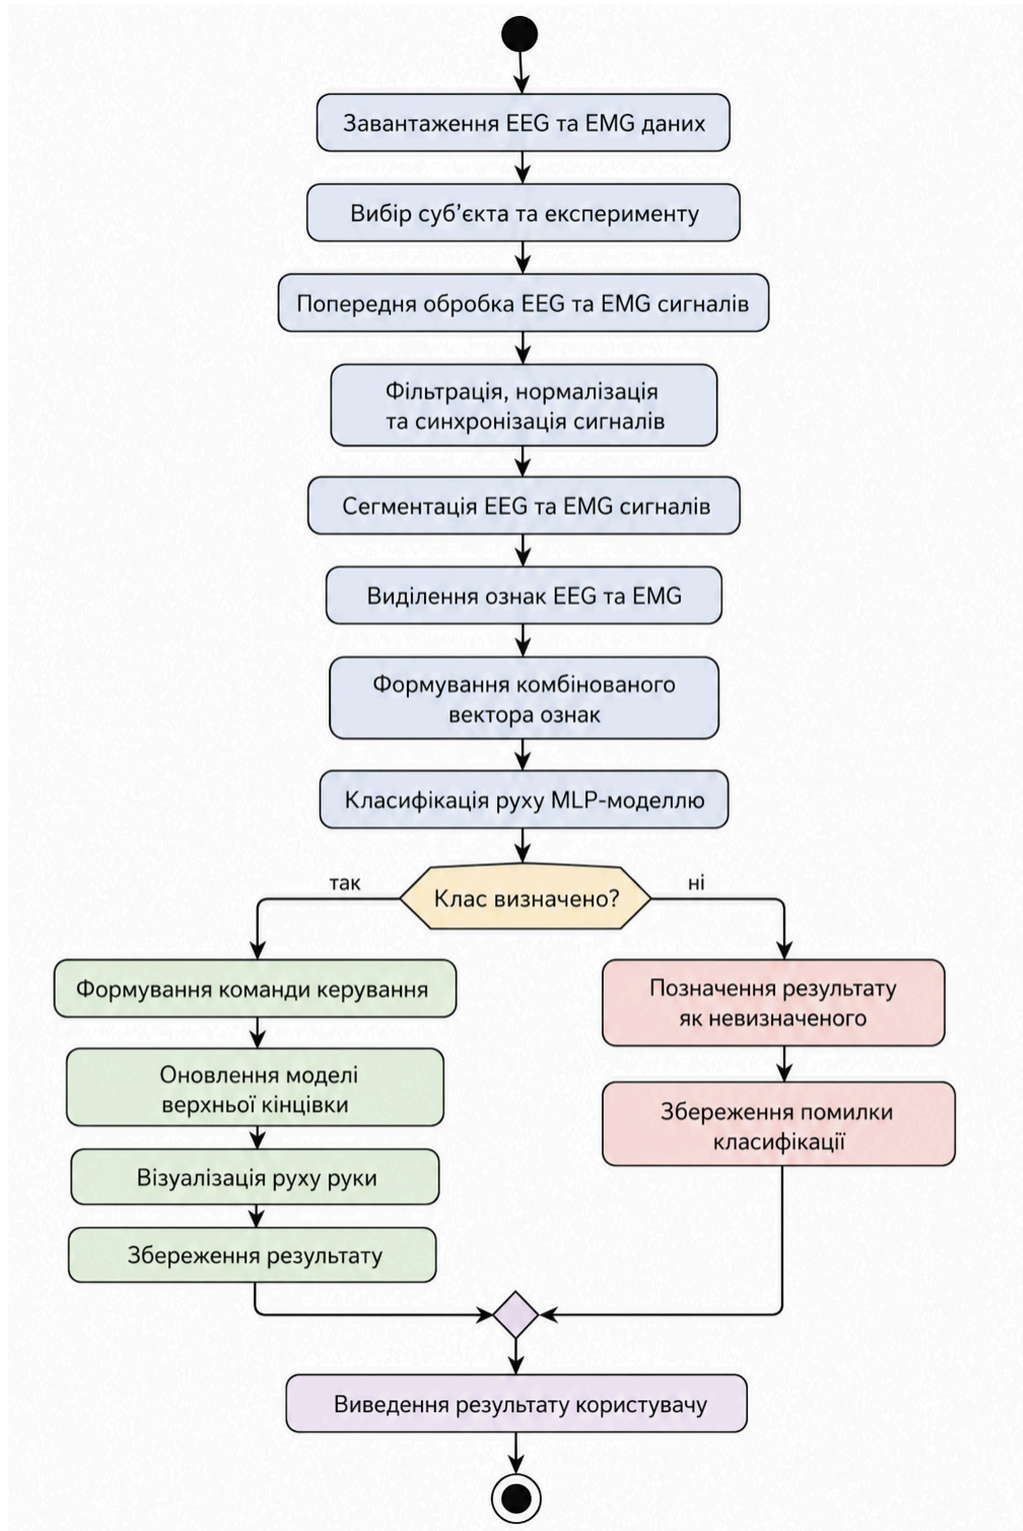 Завантаження EEG та EMG даних
Вибір суб’єкта та експерименту
Попередня обробка EEG та EMG сигналів
Фільтрація, нормалізація
та синхронізація сигналів
Сегментація EEG та EMG сигналів
Виділення ознак EEG та EMG
Формування комбінованого
вектора ознак
Класифікація руху MLP-моделлю
Клас визначено?
так
ні
Формування команди керування
Оновлення моделі
верхньої кінцівки
Візуалізація руху руки
Збереження результату
Позначення результату
як невизначеного
Збереження помилки
класифікації
Виведення результату користувачу